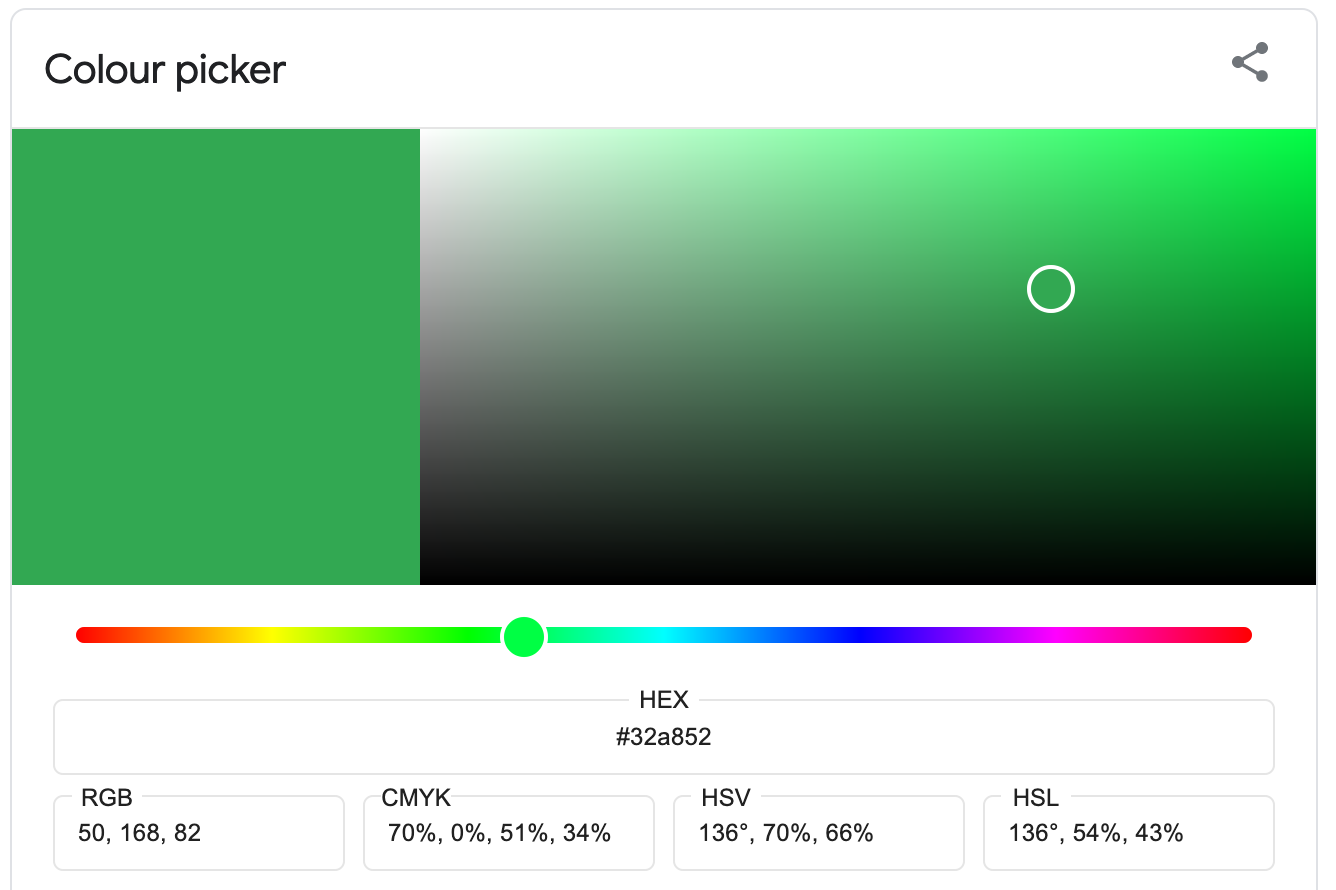 Colour picker
HEX
#32a852
RGB
50, 168, 82
CMYK
70%, 0%, 51%, 34%
HSV
136°, 70%, 66%
HSL
136°, 54%, 43%